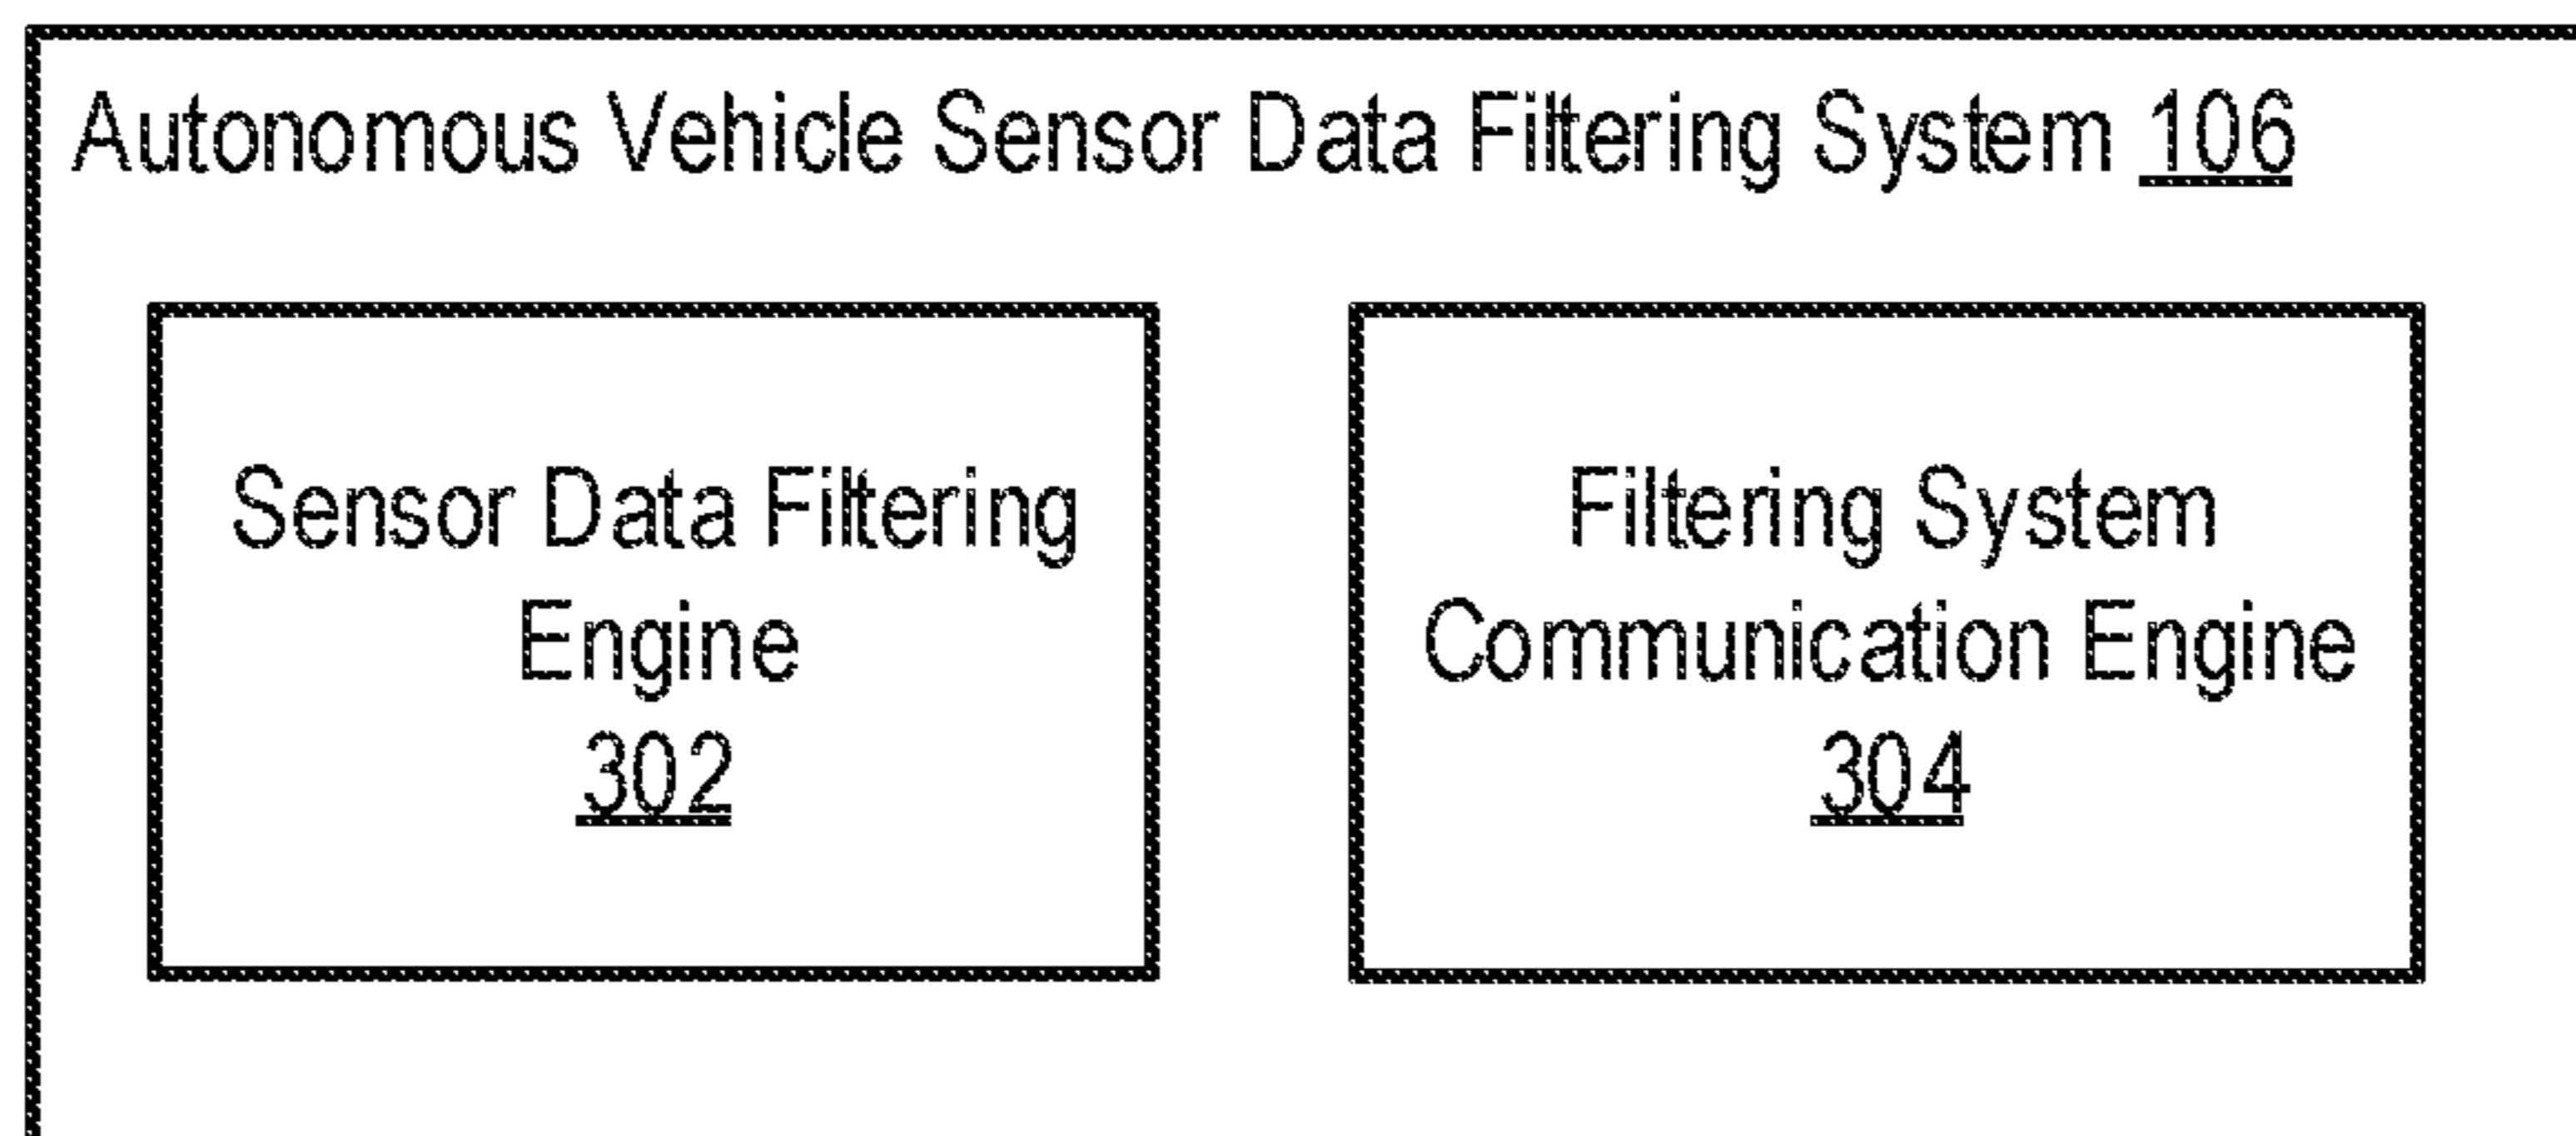 Autonomous Vehicle Sensor Data Filtering System 106
Sensor Data Filtering
Engine
302
Filtering System
Communication Engine
304